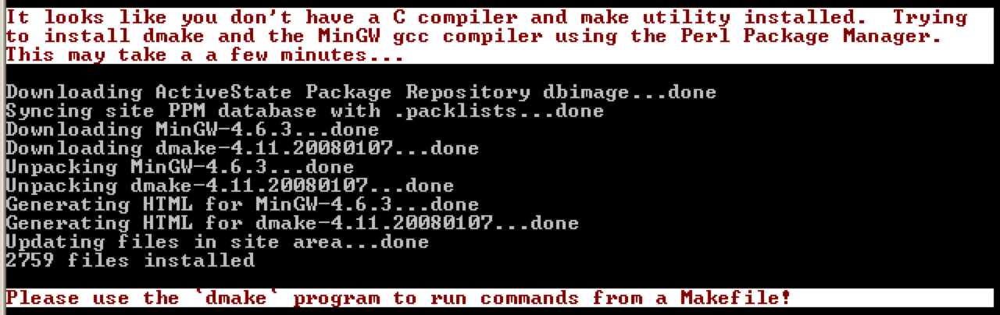 It looks like you don't have a C compiler and make utility installed.  Trying
to install dmake and the MinGW gcc compiler using the Perl Package Manager.
This may take a a few minutes...
Downloading ActiveState Package Repository dbimage...done
Syncing site PPM database with .packlists...done
Downloading MinGW-4.6.3...done
Downloading dmake-4.11.20080107...done
Unpacking MinGW-4.6.3...done
Unpacking dmake-4.11.20080107...done
Generating HTML for MinGW-4.6.3...done
Generating HTML for dmake-4.11.20080107...done
Updating files in site area...done
2759 files installed
Please use the `dmake` program to run commands from a Makefile!